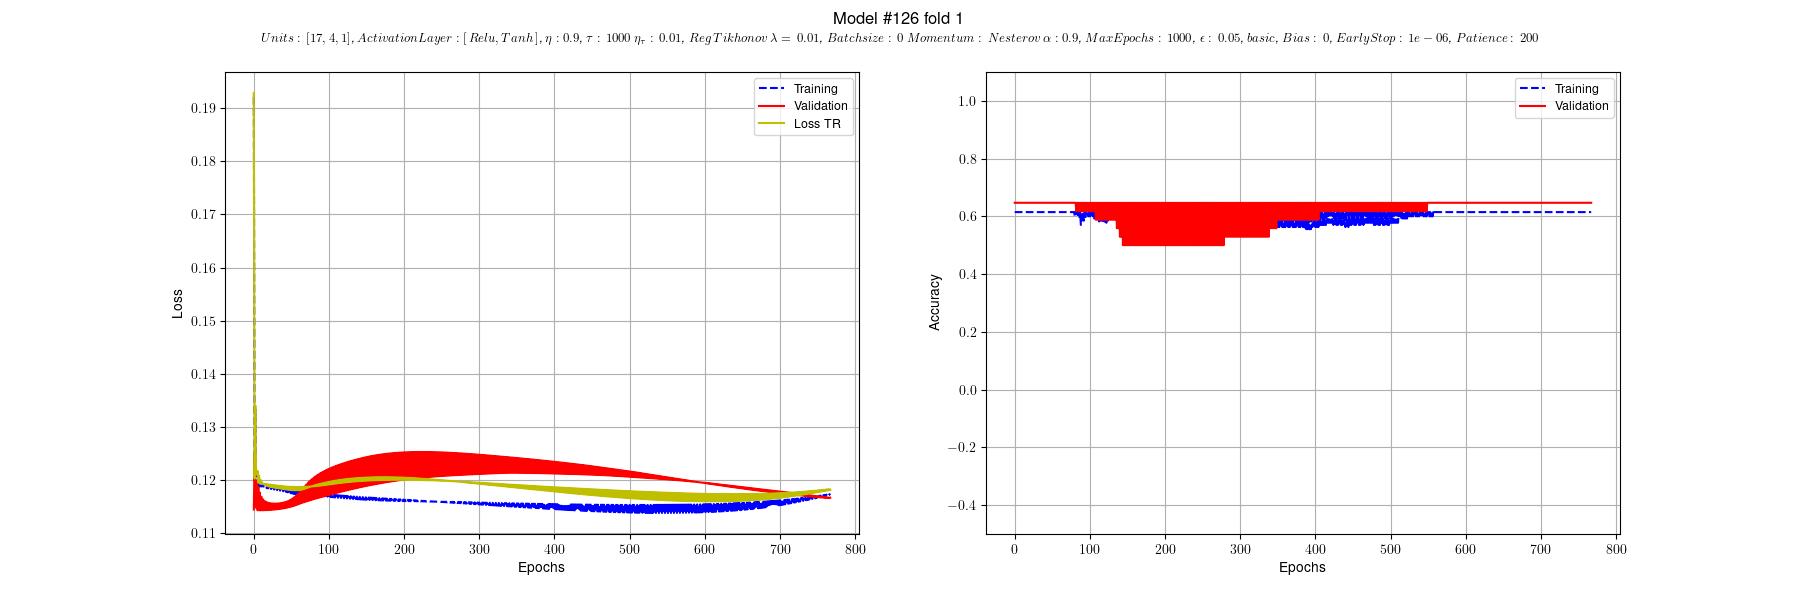 Model #126 fold 1
Units : [17, 4, 1], ActivationLayer : [ Relu, Tanh], η : 0.9, τ : 1000 η_τ : 0.01, Reg Tikhonov λ = 0.01, Batchsize : 0 Momentum : Nesterov α : 0.9, MaxEpochs : 1000, ϵ : 0.05, basic, Bias : 0, EarlyStop : 1e − 06, Patience : 200
Training
Validation
Loss TR
0.19
0.18
0.17
0.16
0.15
0.14
0.13
0.12
0.11
Loss
0 100 200 300 400 500 600 700 800
Epochs
Training
Validation
1.0
0.8
0.6
0.4
0.2
0.0
−0.2
−0.4
Accuracy
0 100 200 300 400 500 600 700 800
Epochs